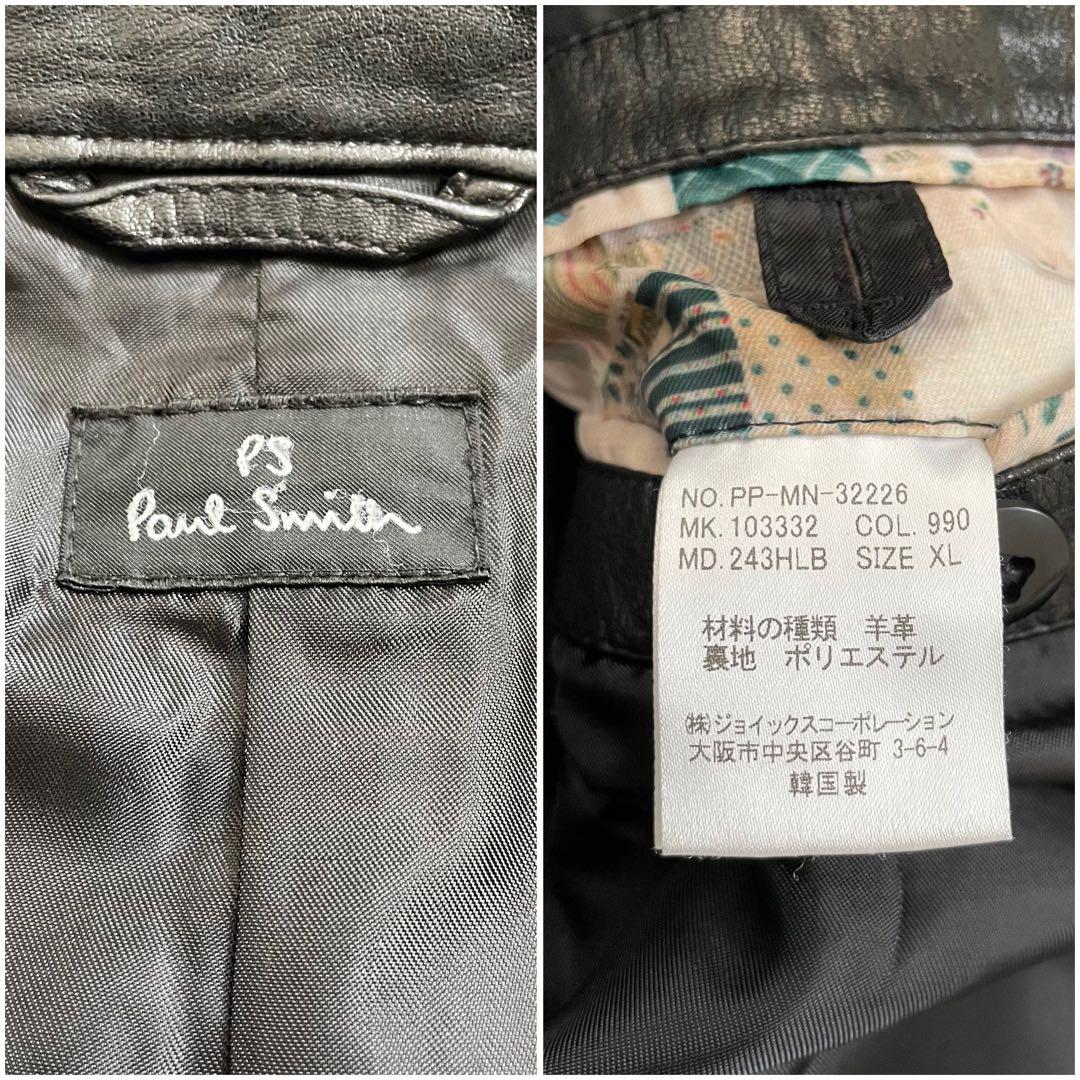 PS
Paul Smith
NO. PP-MN-32226
MK. 103332 COL. 990
MD. 243HLB SIZE XL
材料の種類 羊革
裏地 ポリエステル
㈱ジョイックスコーポレーション
大阪市中央区谷町 3-6-4
韓国製